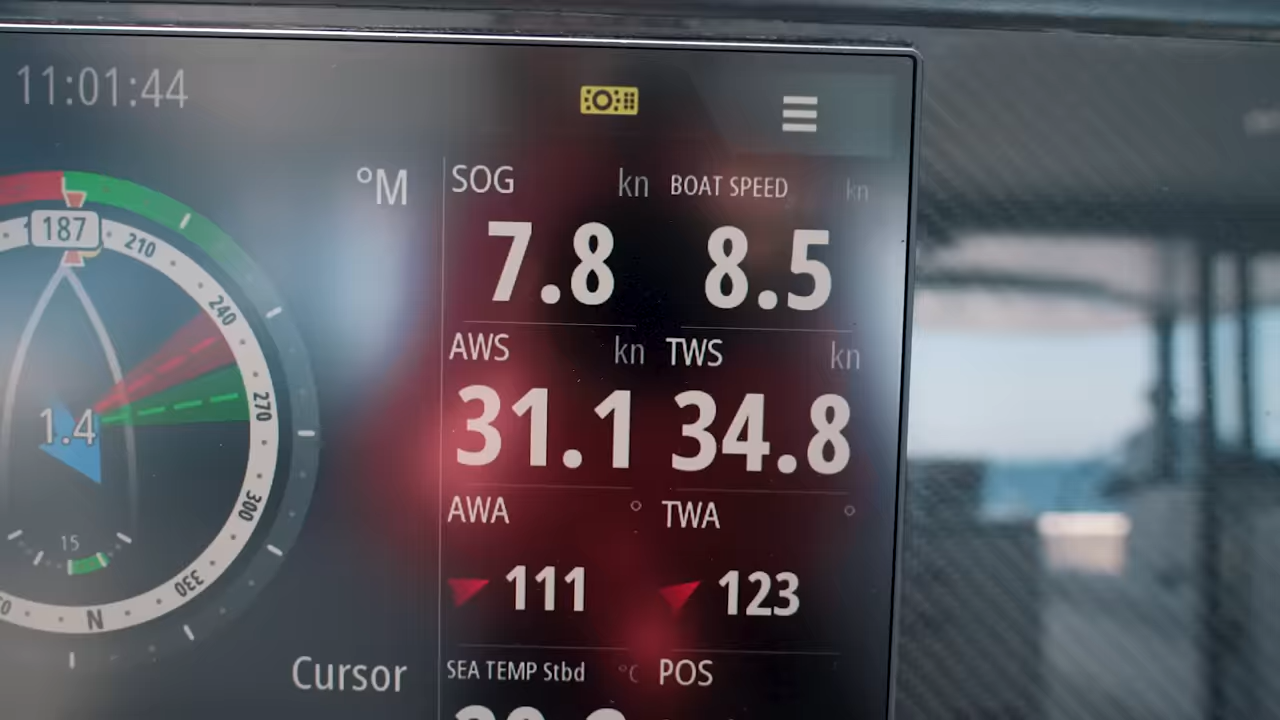 11:01:44
°M
187
210
240
270
300
330
N
1.4
15
SOG kn
7.8
BOAT SPEED kn
8.5
AWS kn
31.1
TWS kn
34.8
AWA °
111
TWA °
123
Cursor
SEA TEMP Stbd °C
POS